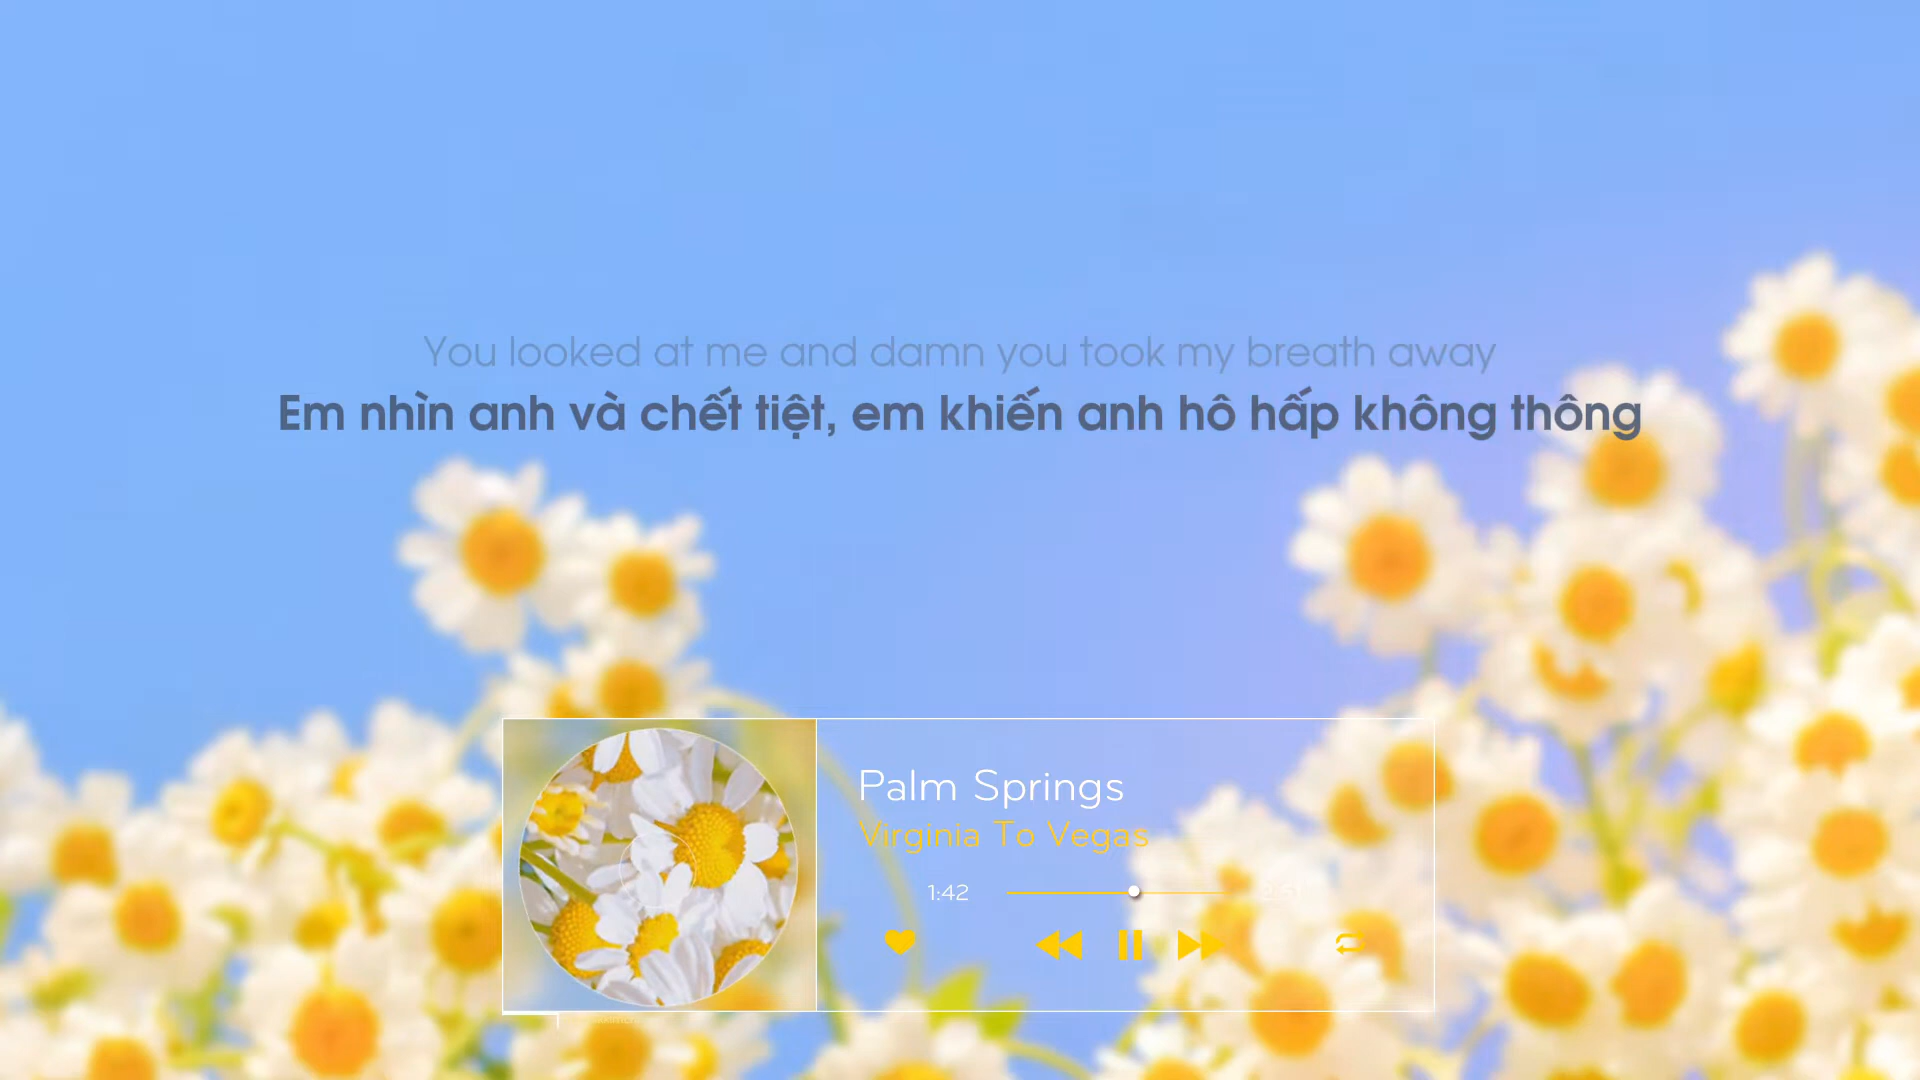 You looked at me and damn you took my breath away
Em nhìn anh và chết tiệt, em khiến anh hô hấp không thông
Palm Springs
Virginia To Vegas
1:42